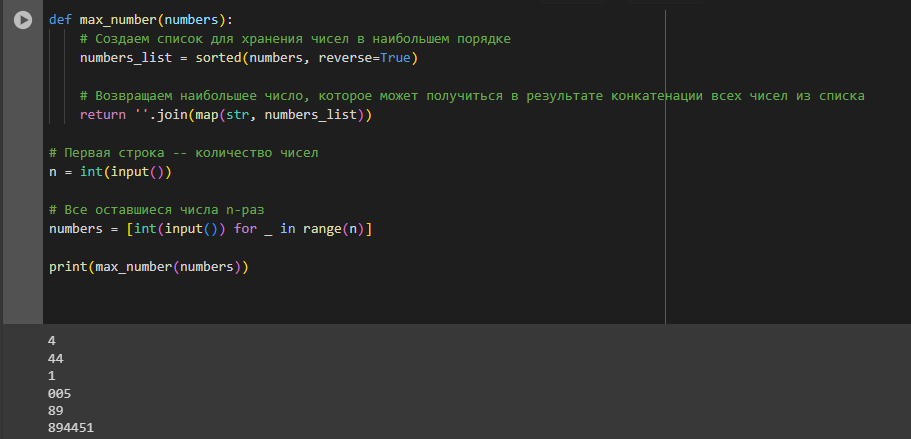 def max_number(numbers):
# Создаем список для хранения чисел в наибольшем порядке
numbers_list = sorted(numbers, reverse=True)
# Возвращаем наибольшее число, которое может получиться в результате конкатенации всех чисел из списка
return ''.join(map(str, numbers_list))
# Первая строка -- количество чисел
n = int(input())
# Все оставшиеся числа n-раз
numbers = [int(input()) for _ in range(n)]
print(max_number(numbers))
4
44
1
005
89
894451